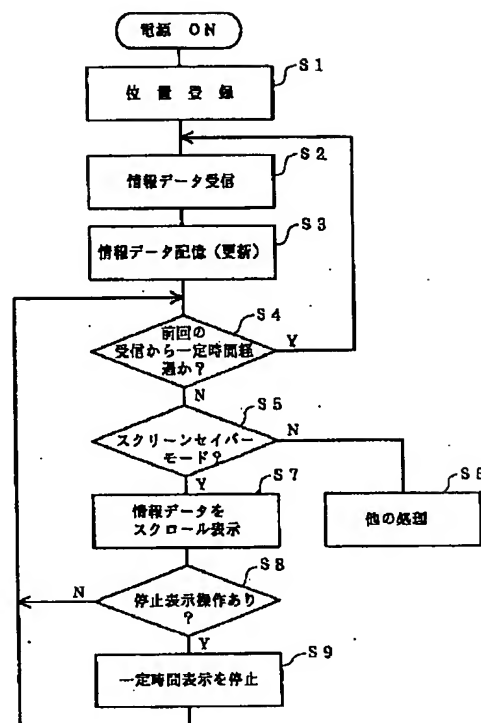 電源 ON
S1
位置登録
S2
情報データ受信
S3
情報データ記憶(更新)
S4
前回の
受信から一定時間経
過か?
Y
N
S5
スクリーンセイバー
モード?
N
Y
S7
情報データを
スクロール表示
S6
他の処理
S8
停止表示操作あり
?
N
Y
S9
一定時間表示を停止